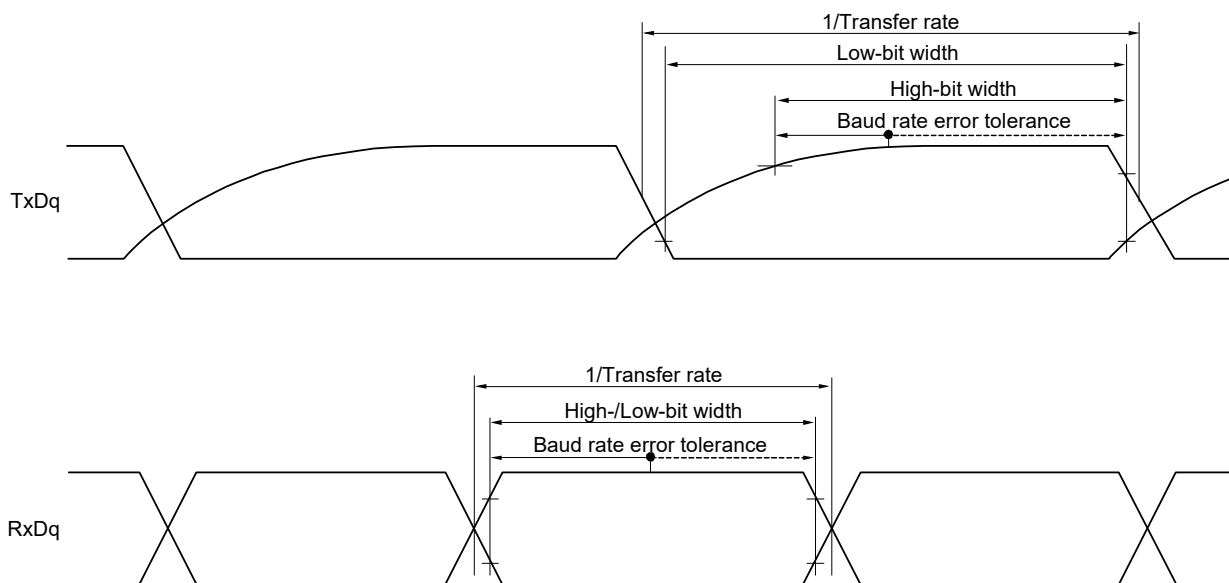 1/Transfer rate
Low-bit width
High-bit width
Baud rate error tolerance
TxDq
1/Transfer rate
High-/Low-bit width
Baud rate error tolerance
RxDq